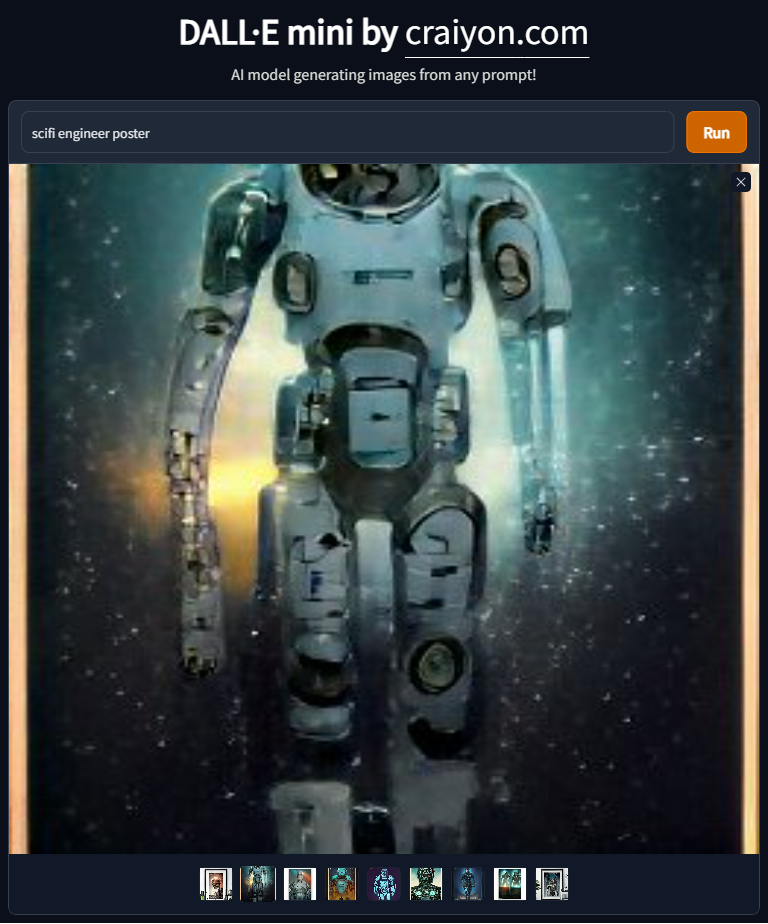 DALL·E mini by craiyon.com
AI model generating images from any prompt!
scifi engineer poster
Run